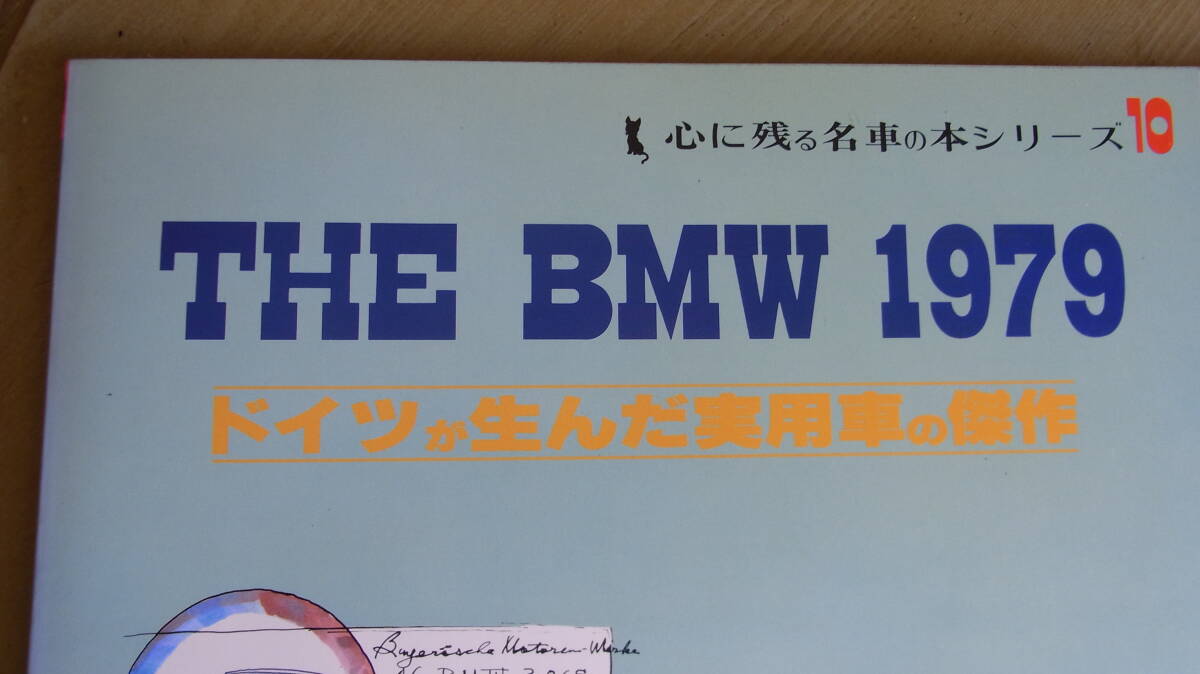 心に残る名車の本シリーズ10
THE BMW 1979
ドイツが生んだ実用車の傑作
Bayerische Motoren-Werke